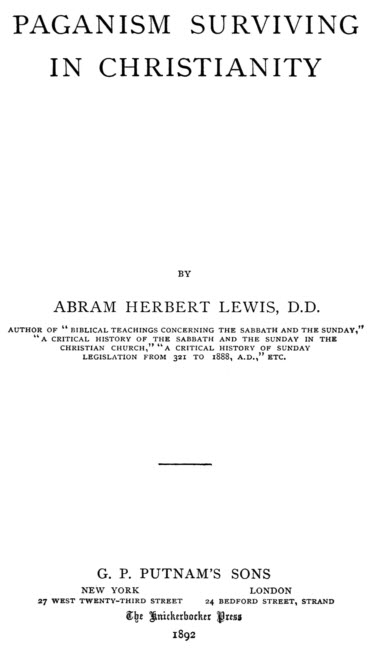 PAGANISM SURVIVING
IN CHRISTIANITY
BY
ABRAM HERBERT LEWIS, D.D.
AUTHOR OF “BIBLICAL TEACHINGS CONCERNING THE SABBATH AND THE SUNDAY,”
“A CRITICAL HISTORY OF THE SABBATH AND THE SUNDAY IN THE
CHRISTIAN CHURCH,” “A CRITICAL HISTORY OF SUNDAY
LEGISLATION FROM 321 TO 1888, A.D.,” ETC.
G. P. PUTNAM'S SONS
NEW YORK LONDON
27 WEST TWENTY-THIRD STREET 24 BEDFORD STREET, STRAND
The Knickerbocker Press
1892